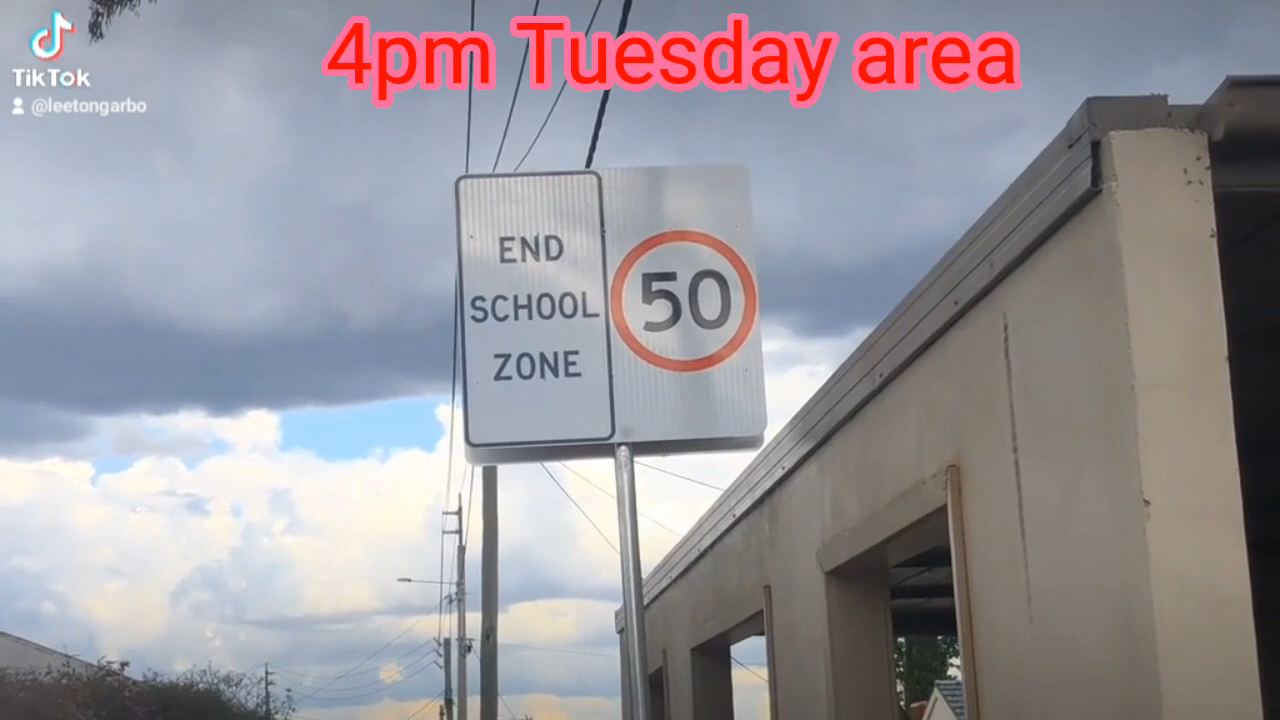 TikTok
@leetongarbo
4pm Tuesday area
END
SCHOOL
ZONE
50